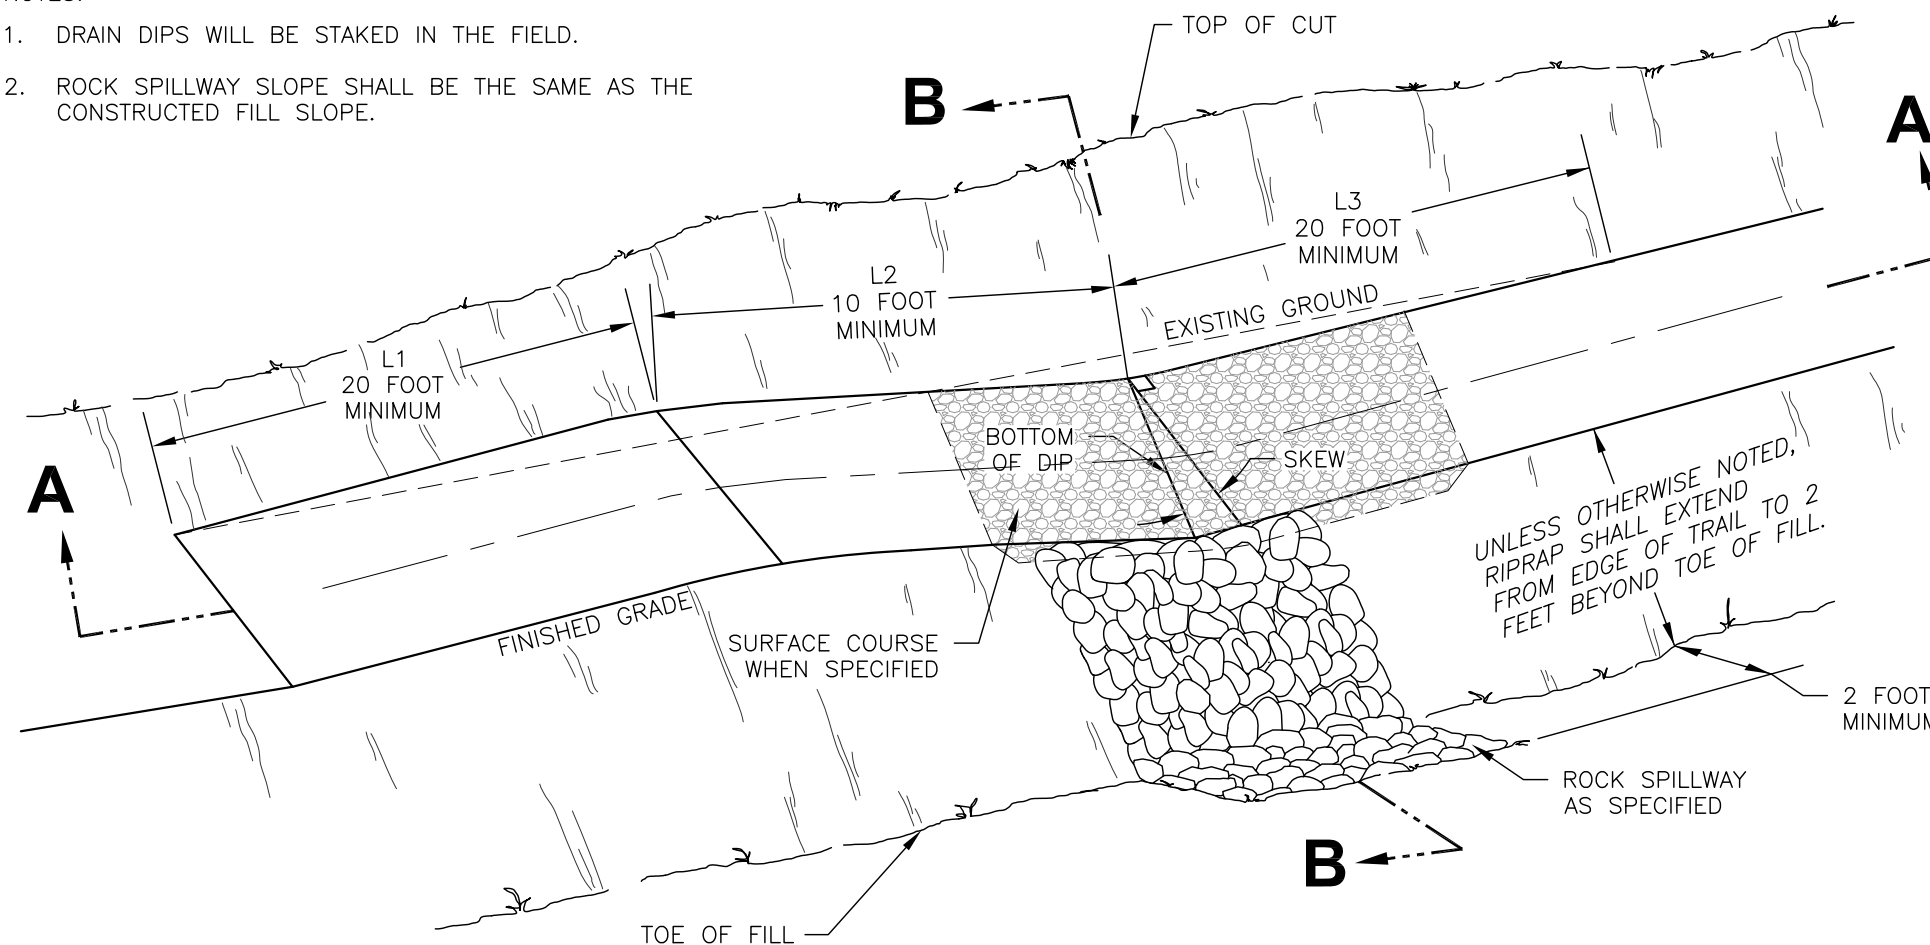 NOTES:
1. DRAIN DIPS WILL BE STAKED IN THE FIELD.
2. ROCK SPILLWAY SLOPE SHALL BE THE SAME AS THE
CONSTRUCTED FILL SLOPE.
TOP OF CUT
B
A
L3
20 FOOT
MINIMUM
L2
10 FOOT
MINIMUM
EXISTING GROUND
L1
20 FOOT
MINIMUM
BOTTOM
OF DIP
SKEW
A
UNLESS OTHERWISE NOTED,
RIPRAP SHALL EXTEND
FROM EDGE OF TRAIL TO 2
FEET BEYOND TOE OF FILL.
FINISHED GRADE
SURFACE COURSE
WHEN SPECIFIED
2 FOOT
MINIMUM
ROCK SPILLWAY
AS SPECIFIED
B
TOE OF FILL